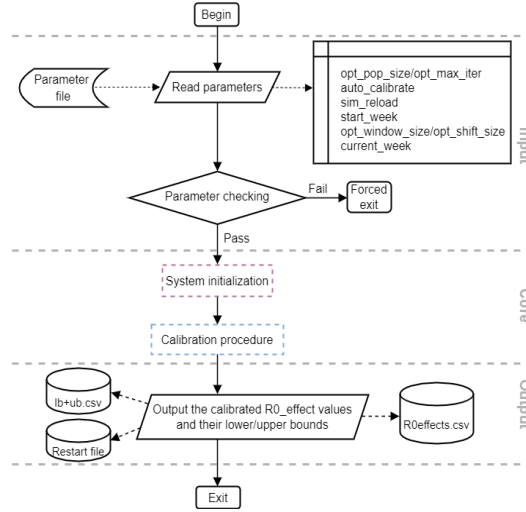 Begin
Parameter
file
Read parameters
opt_pop_size/opt_max_iter
auto_calibrate
sim_reload
start_week
opt_window_size/opt_shift_size
current_week
Input
Parameter checking
Fail
Forced
exit
Pass
System initialization
Core
Calibration procedure
Output
lb+ub.csv
Output the calibrated R0_effect values
and their lower/upper bounds
R0effects.csv
Restart file
Exit